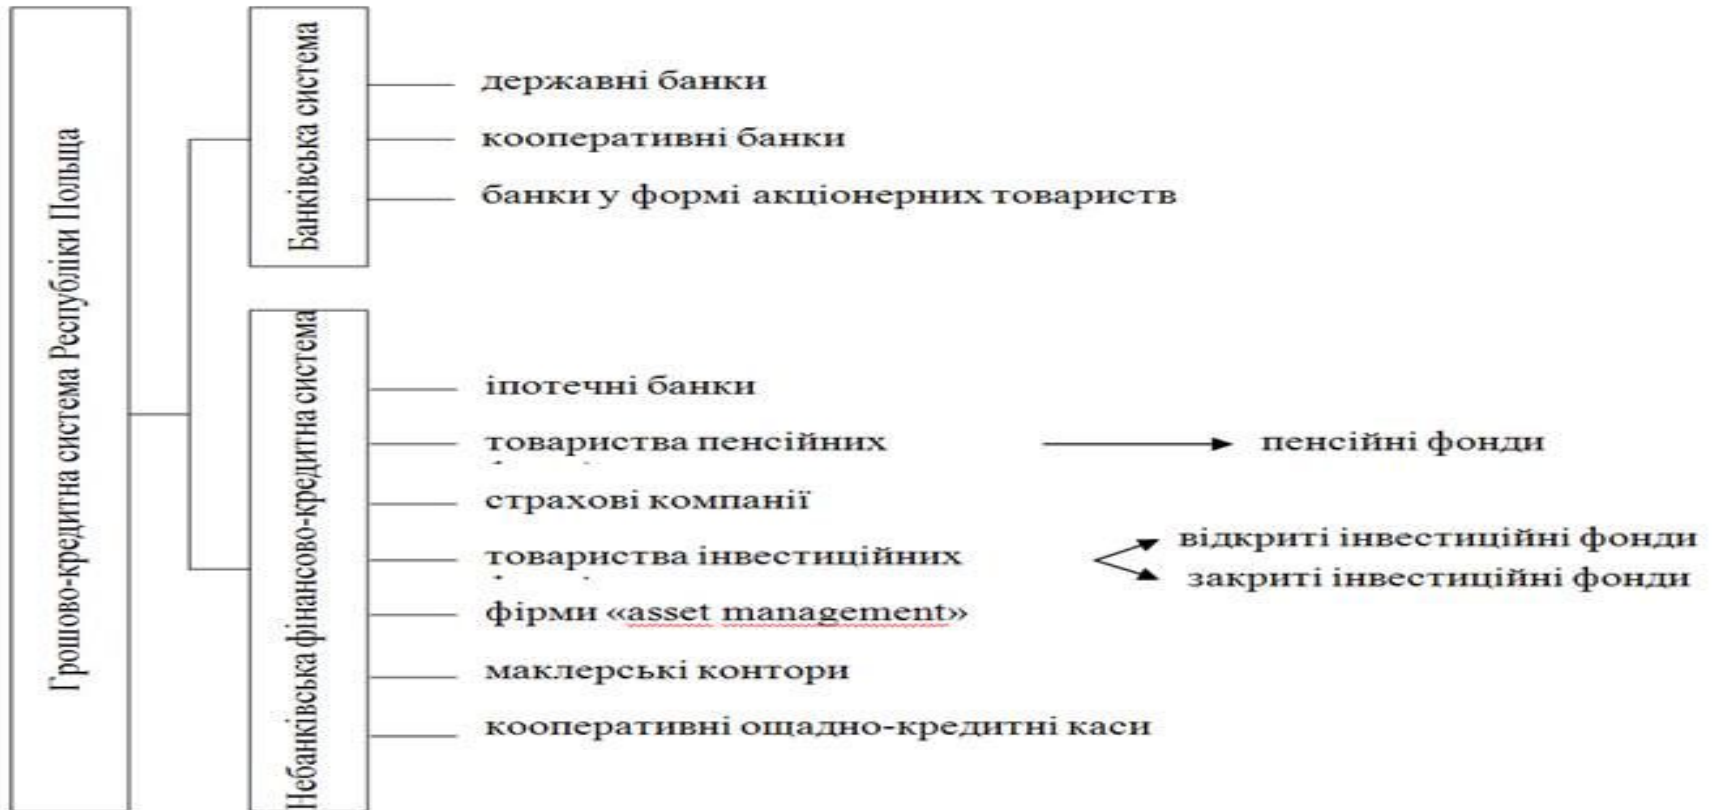 Грошово-кредитна система Республіки Польща
Банківська система
державні банки
кооперативні банки
банки у формі акціонерних товариств
Небанківська фінансово-кредитна система
іпотечні банки
товариства пенсійних
пенсійні фонди
страхові компанії
товариства інвестиційних
відкриті інвестиційні фонди
закриті інвестиційні фонди
фірми «asset management»
маклерські контори
кооперативні ощадно-кредитні каси